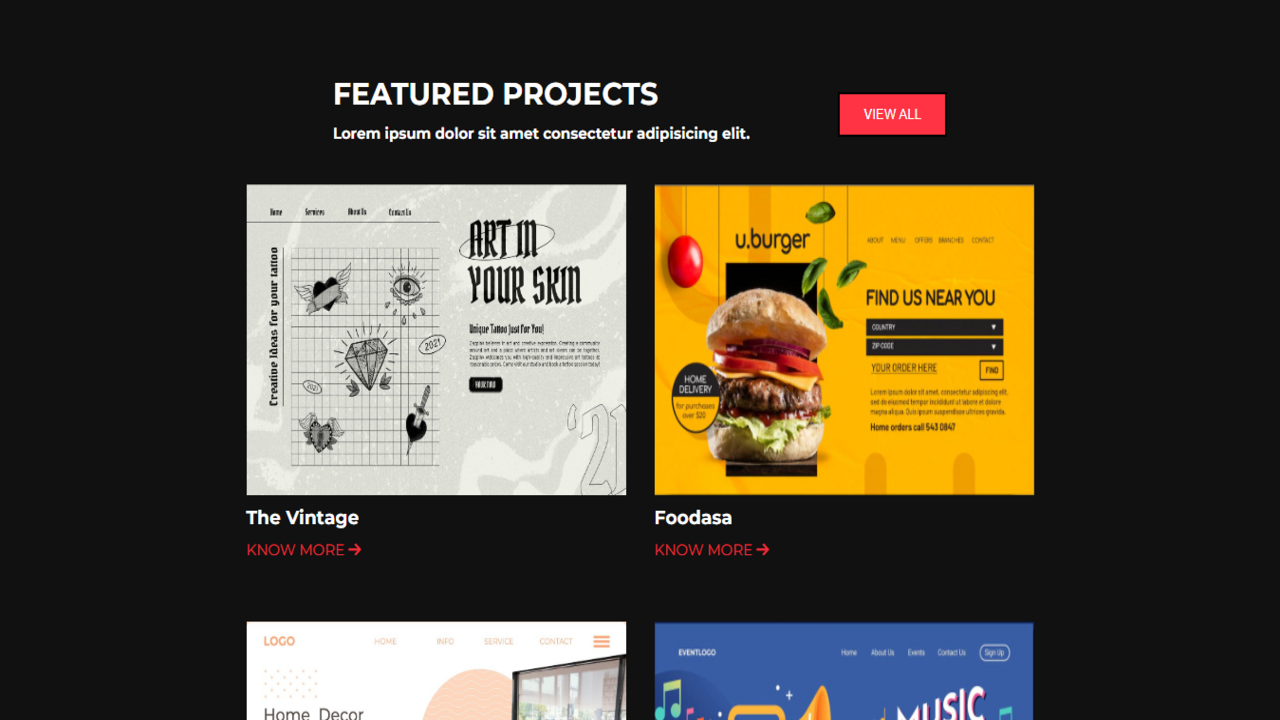 FEATURED PROJECTS
Lorem ipsum dolor sit amet consectetur adipisicing elit.
VIEW ALL
Home Services About Us Contact Us
Creative Ideas for your tattoo
ART IN
YOUR SKIN
Unique Tattoo Just For You!
2021
2021
'21
u.burger
ABOUT MENU OFFERS BRANCHES CONTACT
FIND US NEAR YOU
COUNTRY
ZIP CODE
YOUR ORDER HERE
FIND
HOME
DELIVERY
for purchases
over $20
Lorem ipsum dolor sit amet, consectetur adipiscing elit,
sed do eiusmod tempor incididunt ut labore et dolore
magna aliqua. Quis ipsum suspendisse ultrices gravida.
Home orders call 543 0847
The Vintage
KNOW MORE
Foodasa
KNOW MORE
LOGO
HOME INFO SERVICE CONTACT
Home Decor
EVENTLOGO
Home About Us Events Contact Us Sign Up
MUSIC